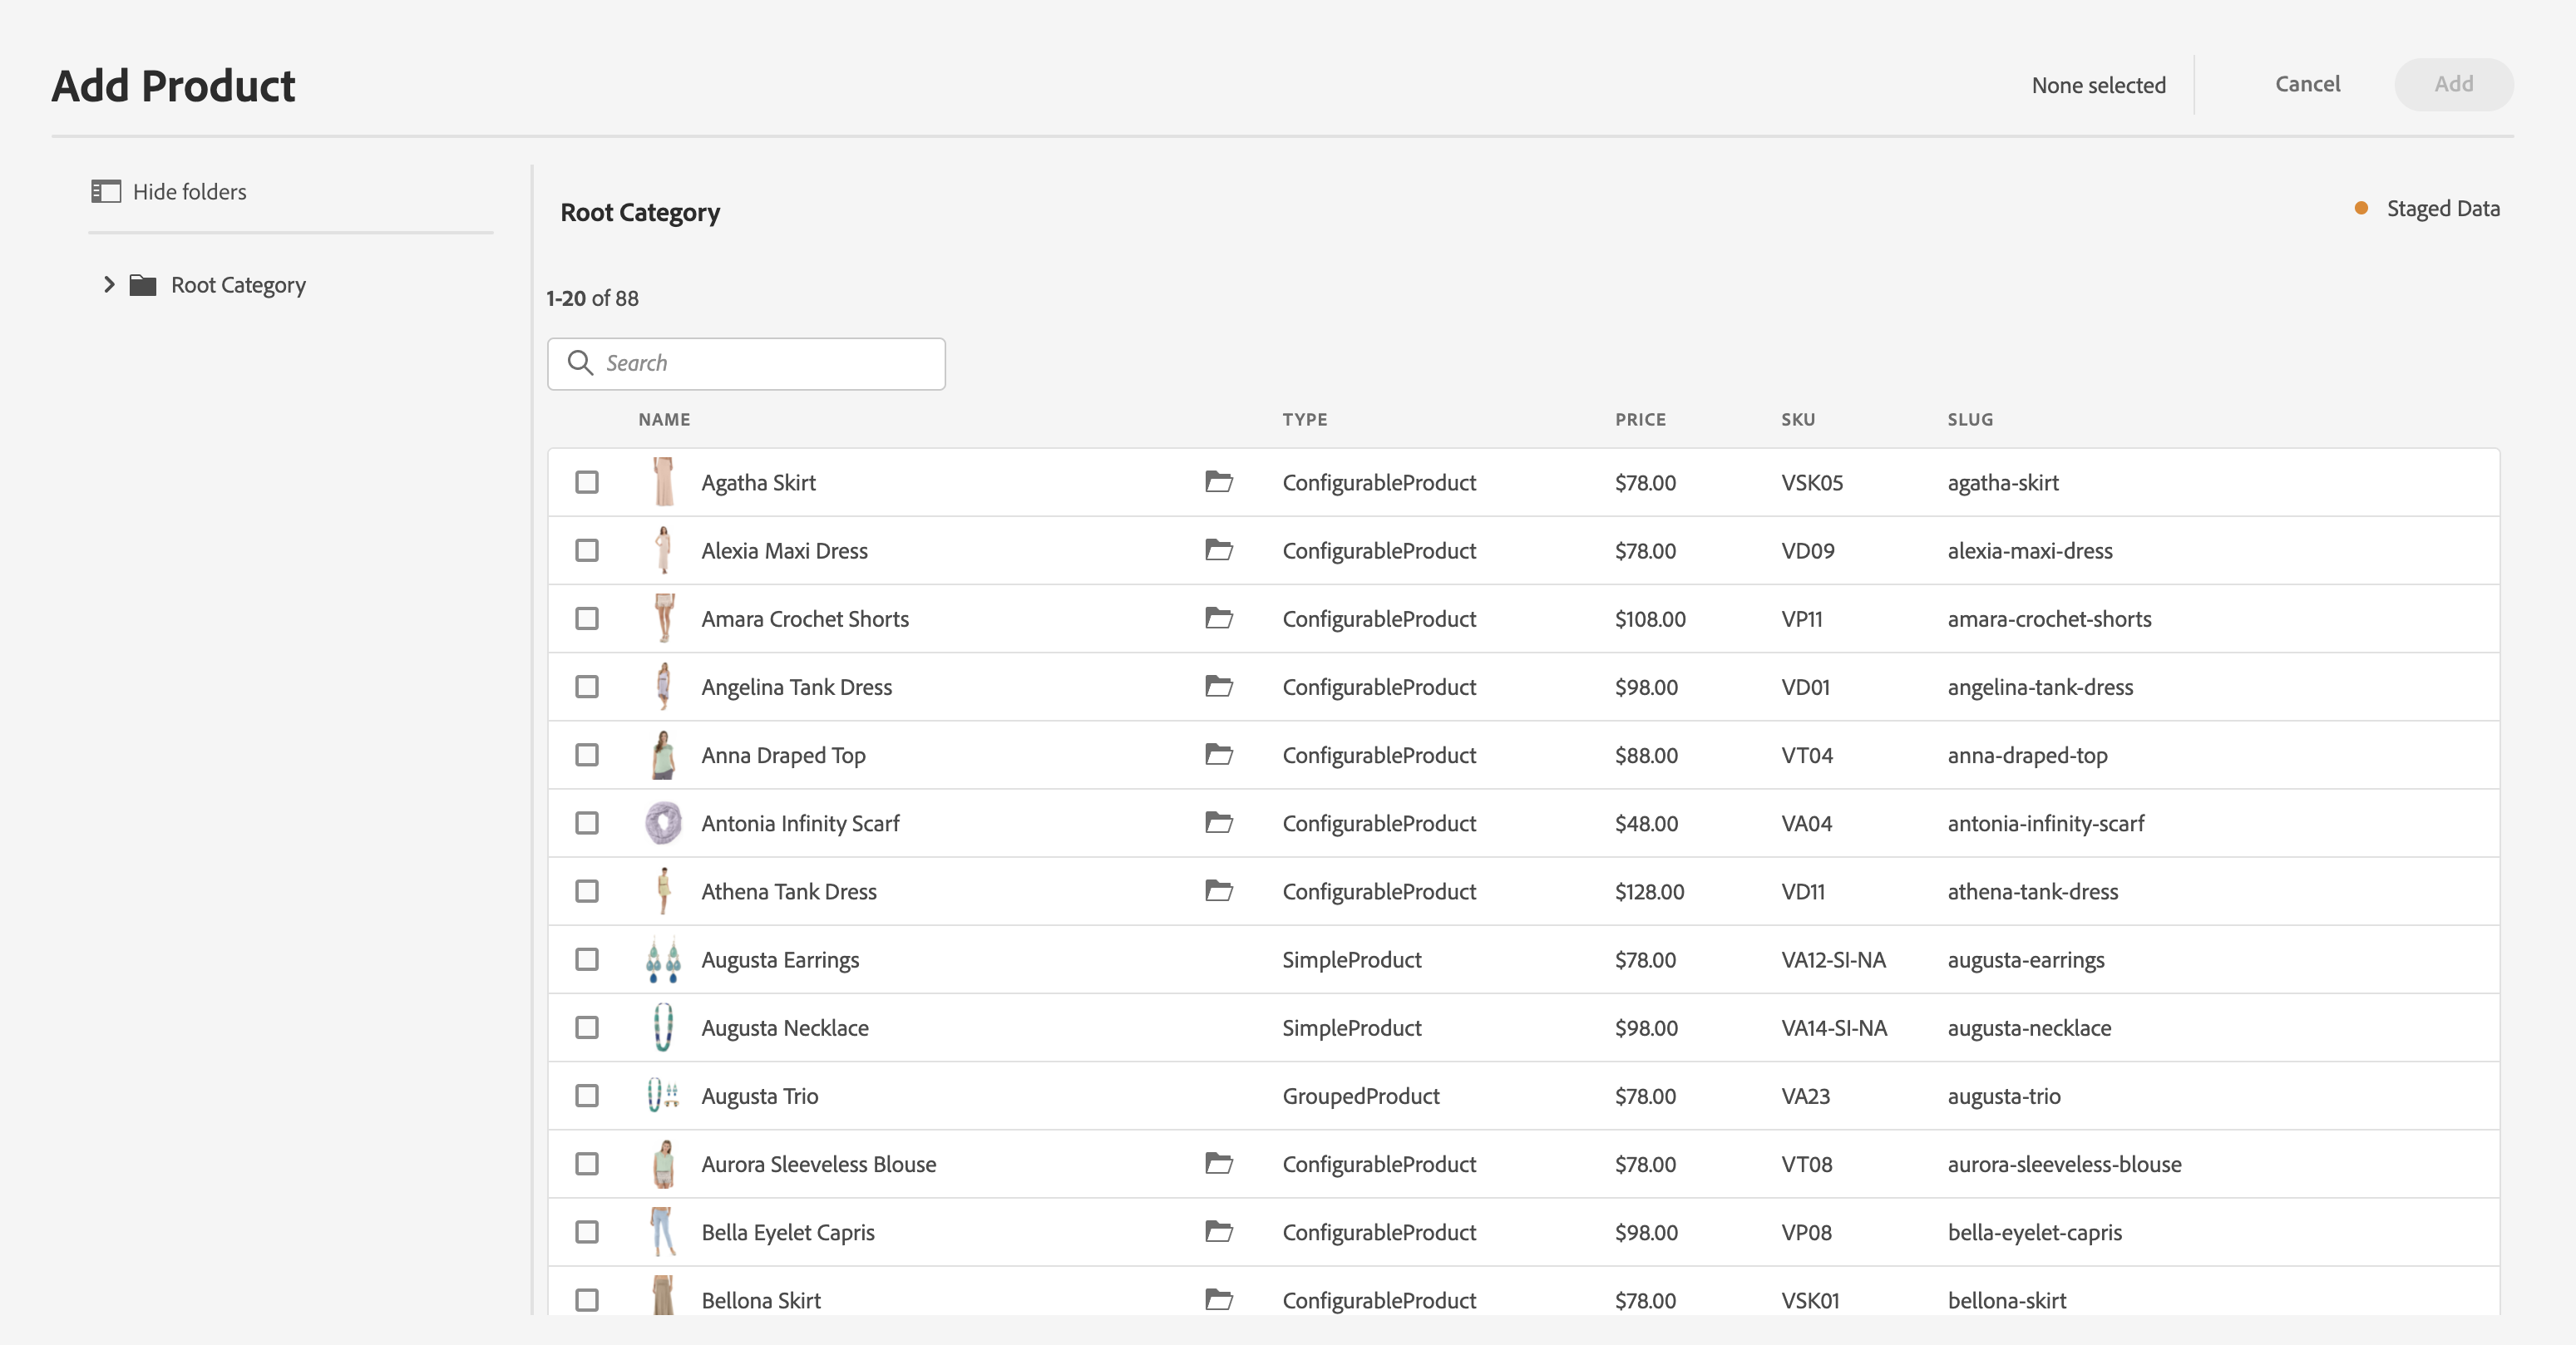 Add Product
None selected
Cancel
Add
Hide folders
Root Category
Root Category
Staged Data
1-20 of 88
Search
NAME TYPE PRICE SKU SLUG
Agatha Skirt ConfigurableProduct $78.00 VSK05 agatha-skirt
Alexia Maxi Dress ConfigurableProduct $78.00 VD09 alexia-maxi-dress
Amara Crochet Shorts ConfigurableProduct $108.00 VP11 amara-crochet-shorts
Angelina Tank Dress ConfigurableProduct $98.00 VD01 angelina-tank-dress
Anna Draped Top ConfigurableProduct $88.00 VT04 anna-draped-top
Antonia Infinity Scarf ConfigurableProduct $48.00 VA04 antonia-infinity-scarf
Athena Tank Dress ConfigurableProduct $128.00 VD11 athena-tank-dress
Augusta Earrings SimpleProduct $78.00 VA12-SI-NA augusta-earrings
Augusta Necklace SimpleProduct $98.00 VA14-SI-NA augusta-necklace
Augusta Trio GroupedProduct $78.00 VA23 augusta-trio
Aurora Sleeveless Blouse ConfigurableProduct $78.00 VT08 aurora-sleeveless-blouse
Bella Eyelet Capris ConfigurableProduct $98.00 VP08 bella-eyelet-capris
Bellona Skirt ConfigurableProduct $78.00 VSK01 bellona-skirt